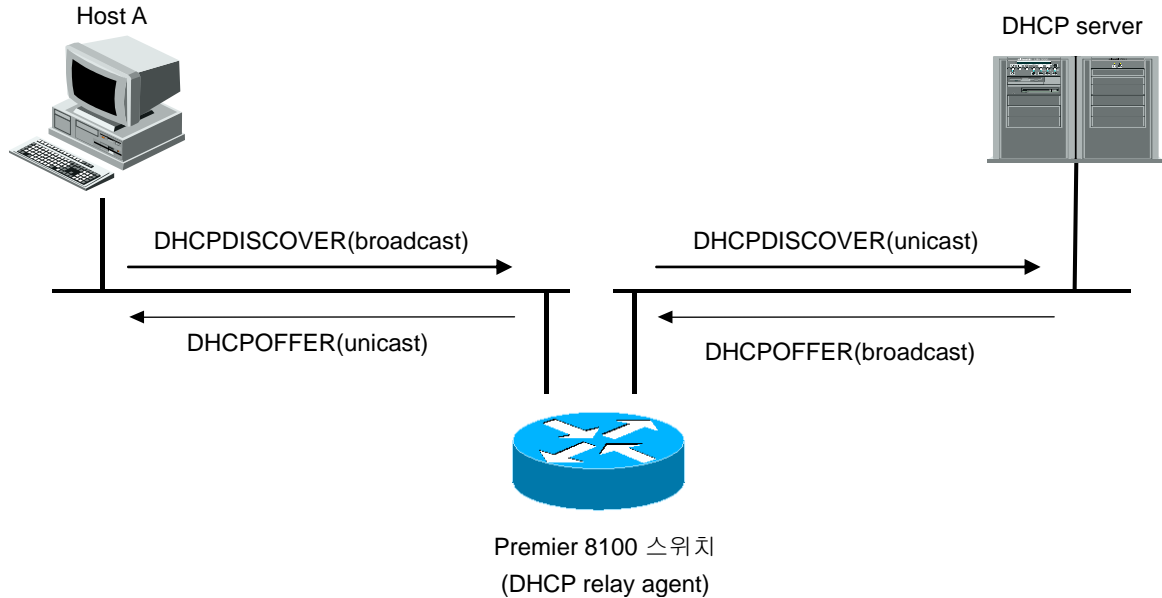 Host A
DHCP server
DHCPDISCOVER(broadcast)
DHCPDISCOVER(unicast)
DHCPOFFER(unicast)
DHCPOFFER(broadcast)
Premier 8100 스위치
(DHCP relay agent)